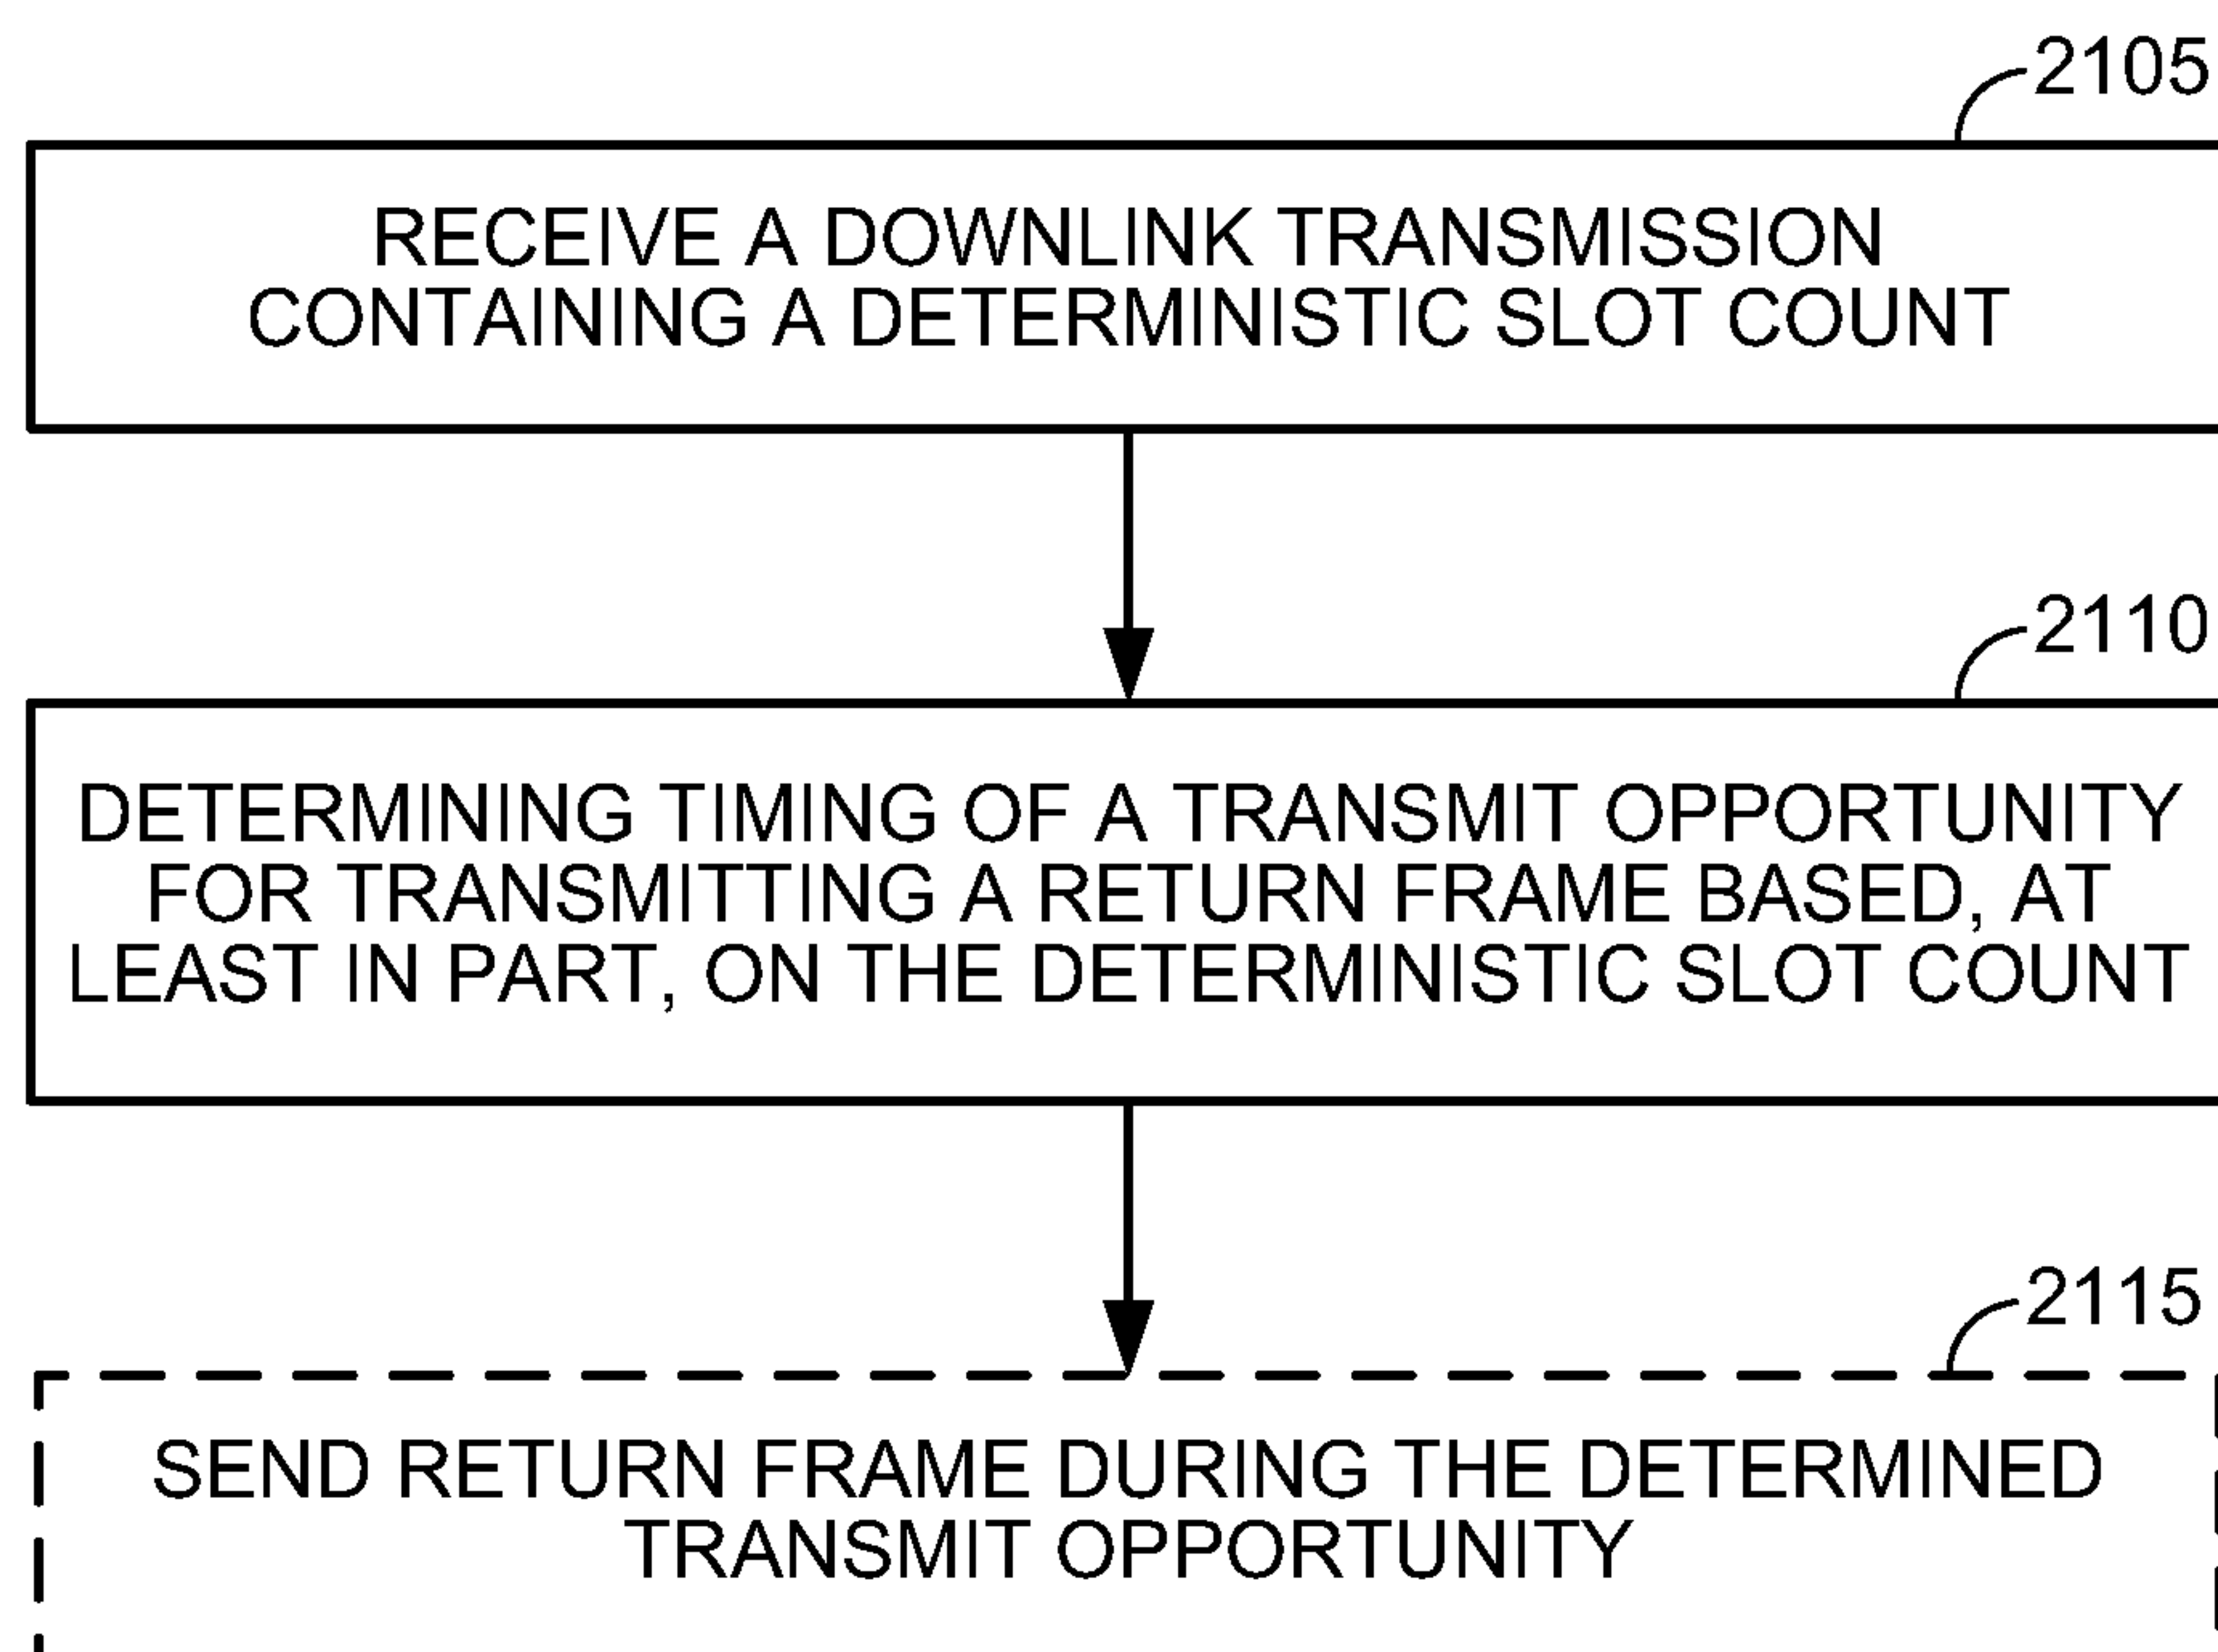 2105
RECEIVE A DOWNLINK TRANSMISSION
CONTAINING A DETERMINISTIC SLOT COUNT
2110
DETERMINING TIMING OF A TRANSMIT OPPORTUNITY
FOR TRANSMITTING A RETURN FRAME BASED, AT
LEAST IN PART, ON THE DETERMINISTIC SLOT COUNT
2115
SEND RETURN FRAME DURING THE DETERMINED
TRANSMIT OPPORTUNITY